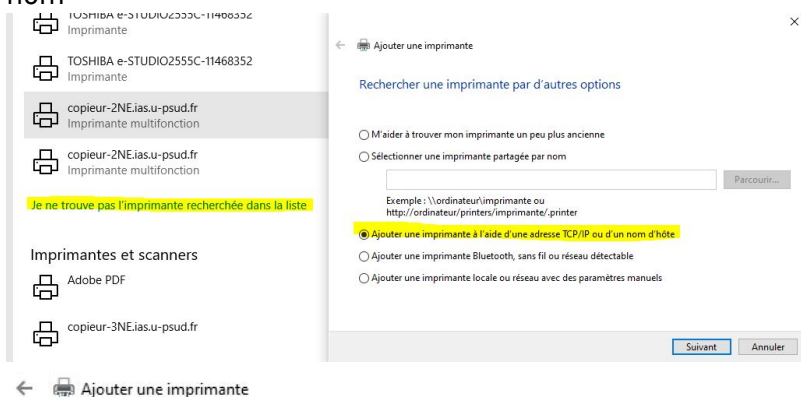 TOSHIBA e-STUDIO2555C-11468352
Imprimante
TOSHIBA e-STUDIO2555C-11468352
Imprimante
copieur-2NE.ias.u-psud.fr
Imprimante multifonction
copieur-2NE.ias.u-psud.fr
Imprimante multifonction
Je ne trouve pas l'imprimante recherchée dans la liste
Imprimantes et scanners
Adobe PDF
copieur-3NE.ias.u-psud.fr
Ajouter une imprimante
Rechercher une imprimante par d'autres options
M'aider à trouver mon imprimante un peu plus ancienne
Sélectionner une imprimante partagée par nom
Parcourir...
Exemple : \\ordinateur\imprimante ou
http://ordinateur/printers/imprimante/.printer
Ajouter une imprimante à l'aide d'une adresse TCP/IP ou d'un nom d'hôte
Ajouter une imprimante Bluetooth, sans fil ou réseau détectable
Ajouter une imprimante locale ou réseau avec des paramètres manuels
Suivant Annuler
Ajouter une imprimante